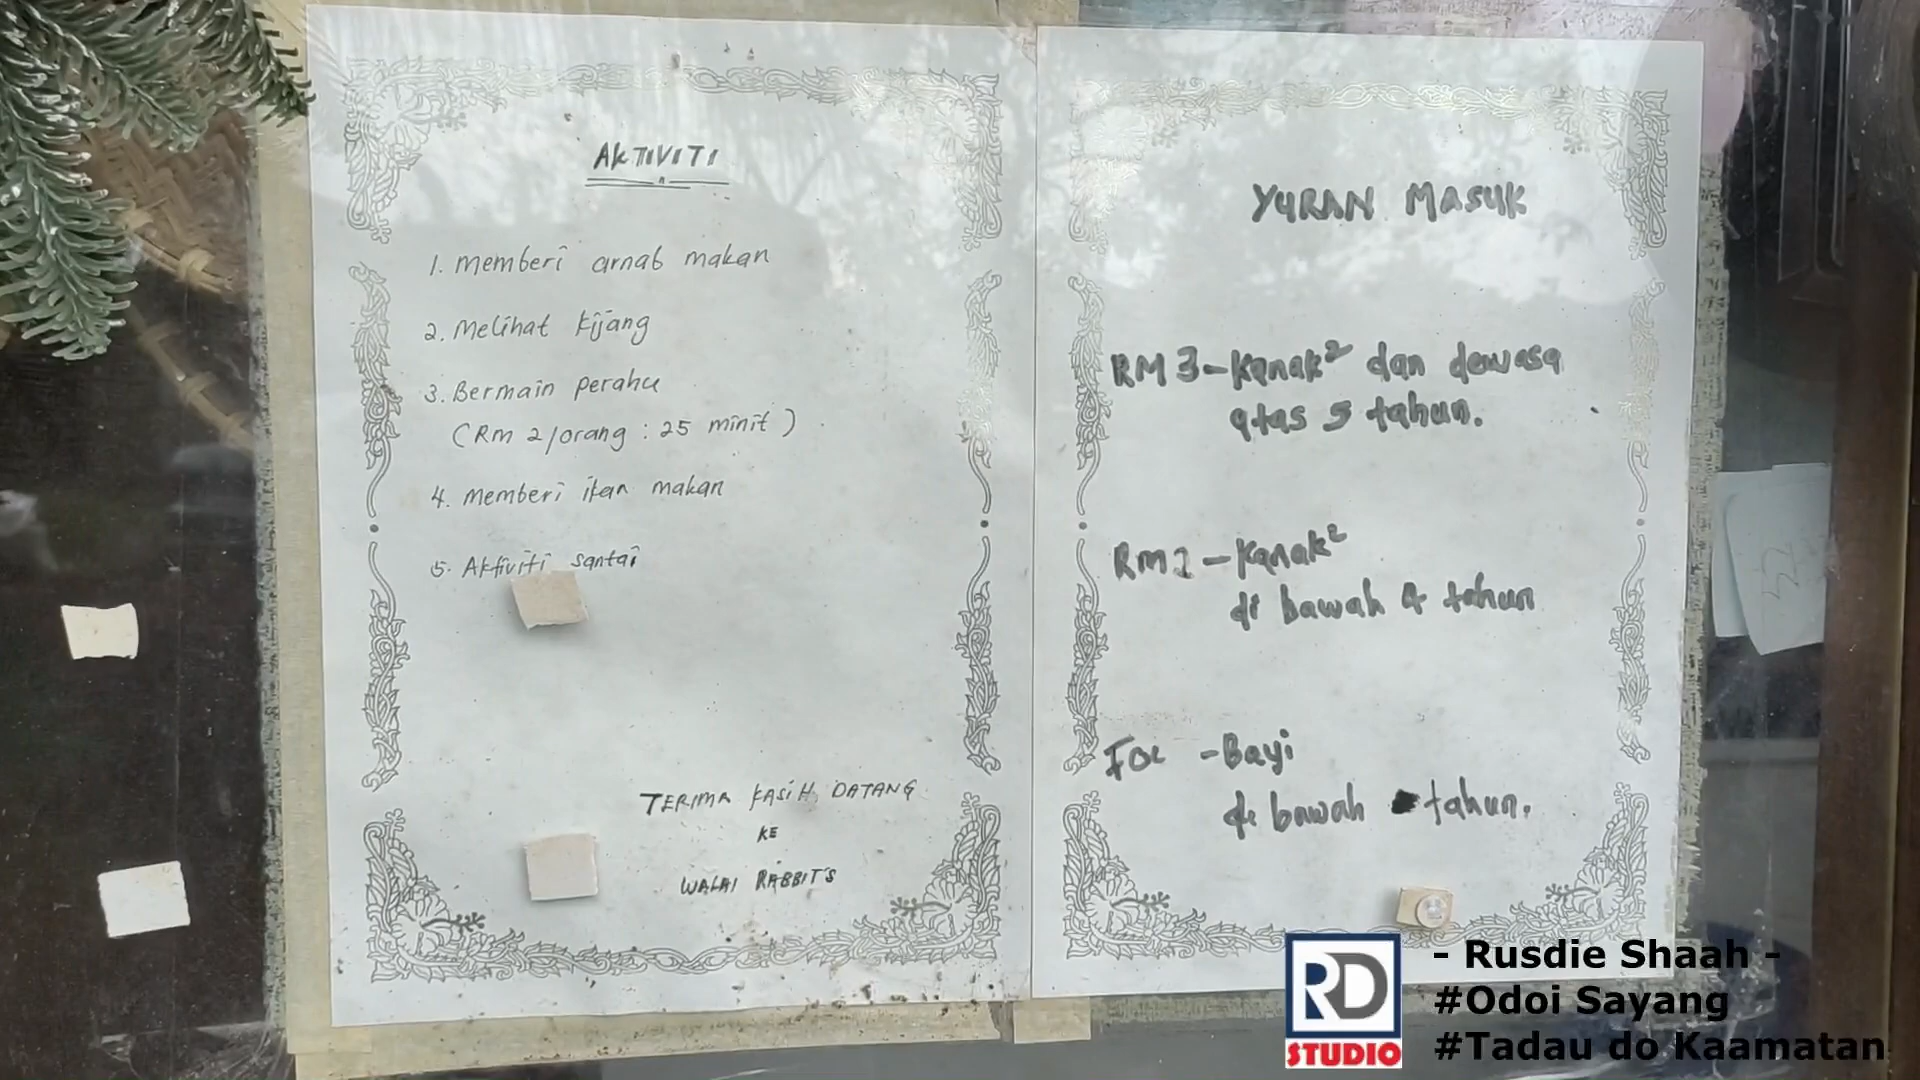 AKTIVITI
1. Memberi arnab makan
2. Melihat Kijang
3. Bermain perahu
(Rm 2/orang : 25 minit)
4. Memberi ikan makan
5. Aktiviti santai
TERIMA KASIH DATANG
KE
WALAI RABBIT'S
YURAN MASUK
RM 3 - Kanak² dan dewasa
atas 5 tahun.
Rm 1 - Kanak²
di bawah 4 tahun
FOC - Bayi
di bawah tahun.
RD
STUDIO
- Rusdie Shaah -
#Odoi Sayang
#Tadau do Kaamatan